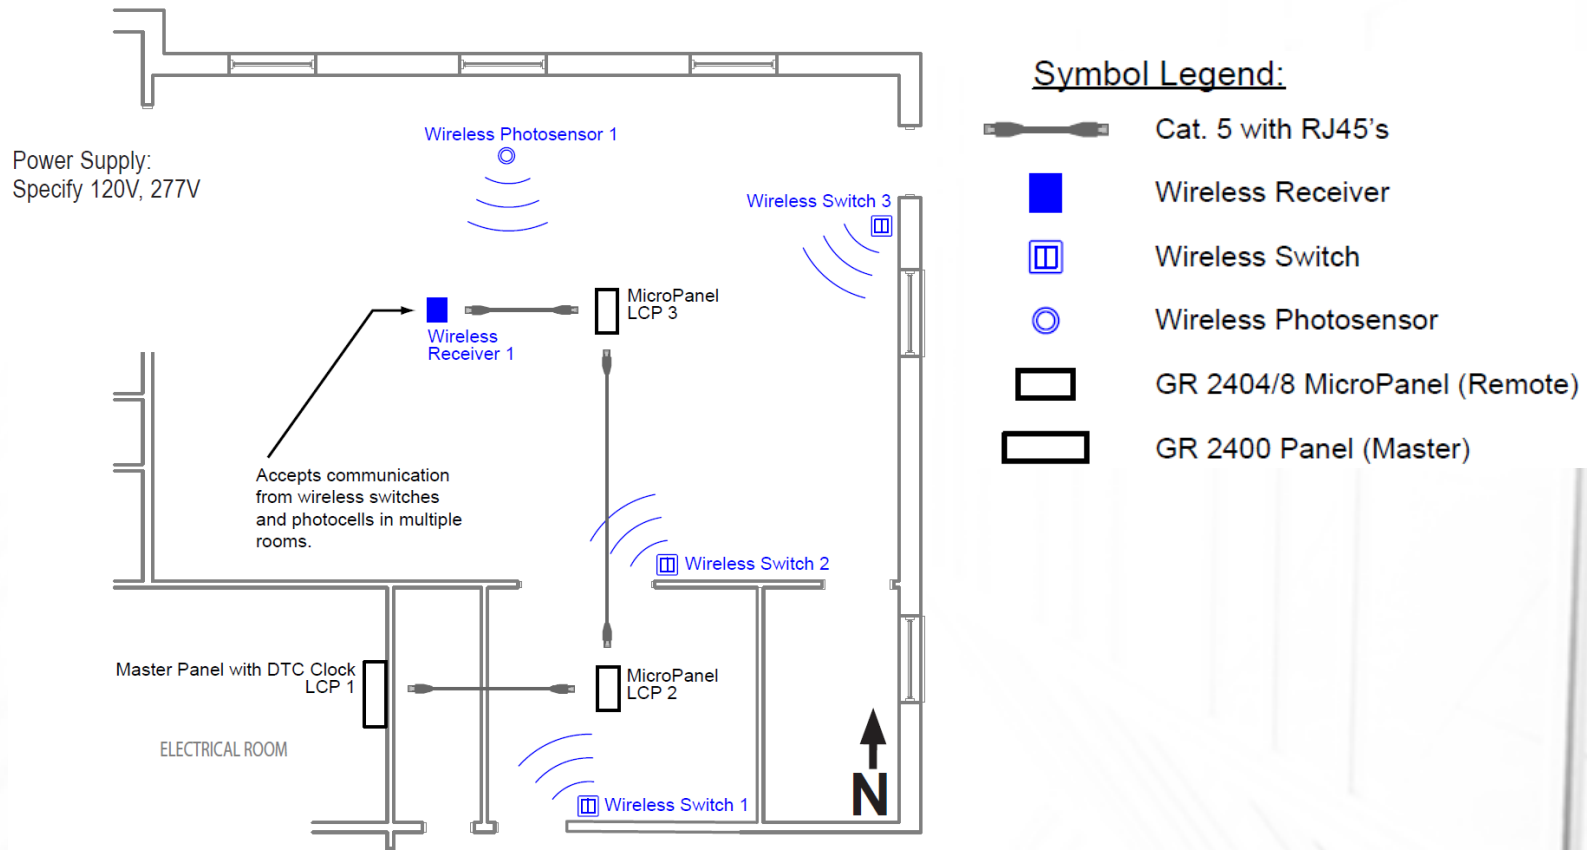 Symbol Legend:
Cat. 5 with RJ45's
Wireless Receiver
Wireless Switch
Wireless Photosensor
GR 2404/8 MicroPanel (Remote)
GR 2400 Panel (Master)
Power Supply:
Specify 120V, 277V
Wireless Photosensor 1
Wireless Switch 3
MicroPanel
LCP 3
Wireless
Receiver 1
Accepts communication
from wireless switches
and photocells in multiple
rooms.
Wireless Switch 2
Master Panel with DTC Clock
LCP 1
MicroPanel
LCP 2
ELECTRICAL ROOM
Wireless Switch 1
N